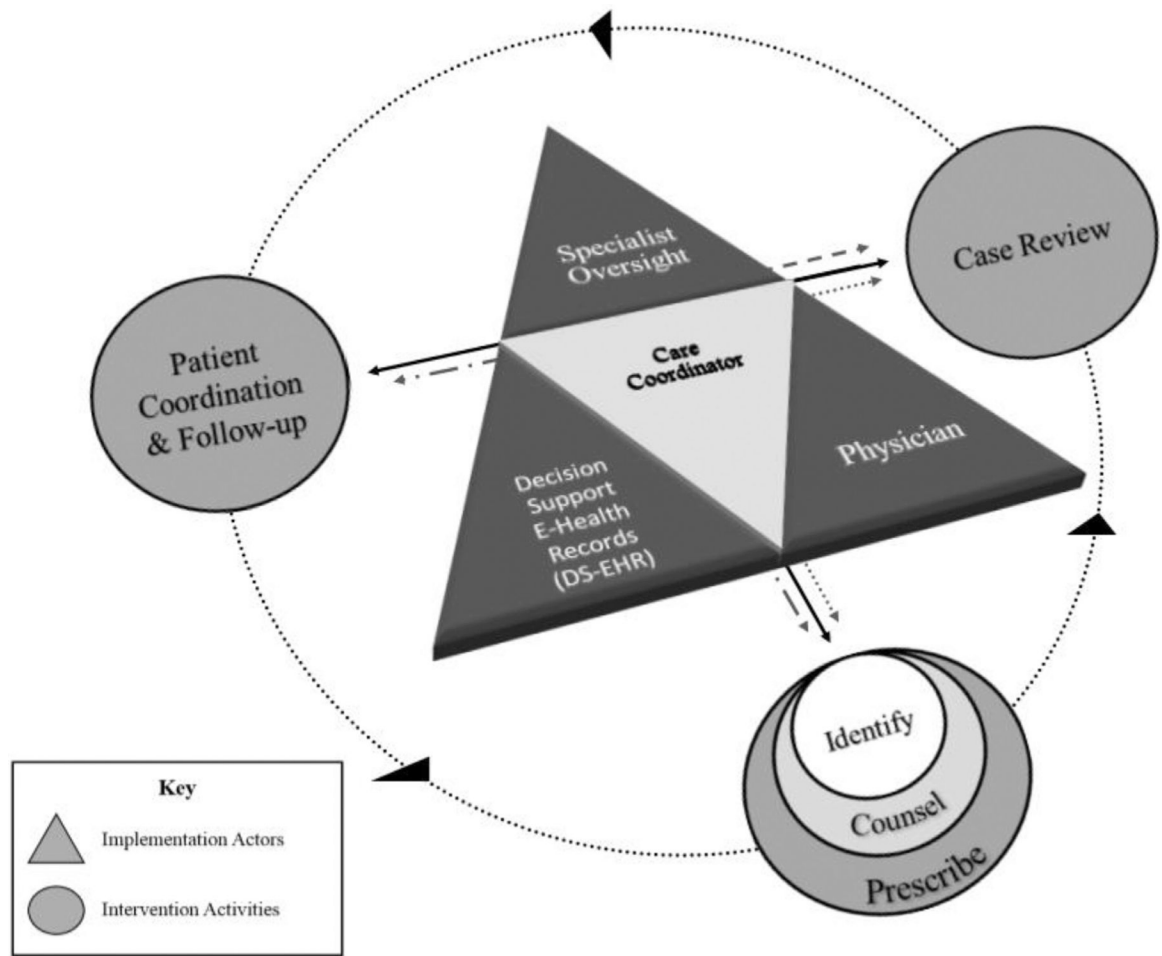 Specialist
Oversight
Case Review
Care
Coordinator
Patient
Coordination
& Follow-up
Physician
Decision
Support
E-Health
Records
(DS-EHR)
Identify
Counsel
Prescribe
Key
Implementation Actors
Intervention Activities